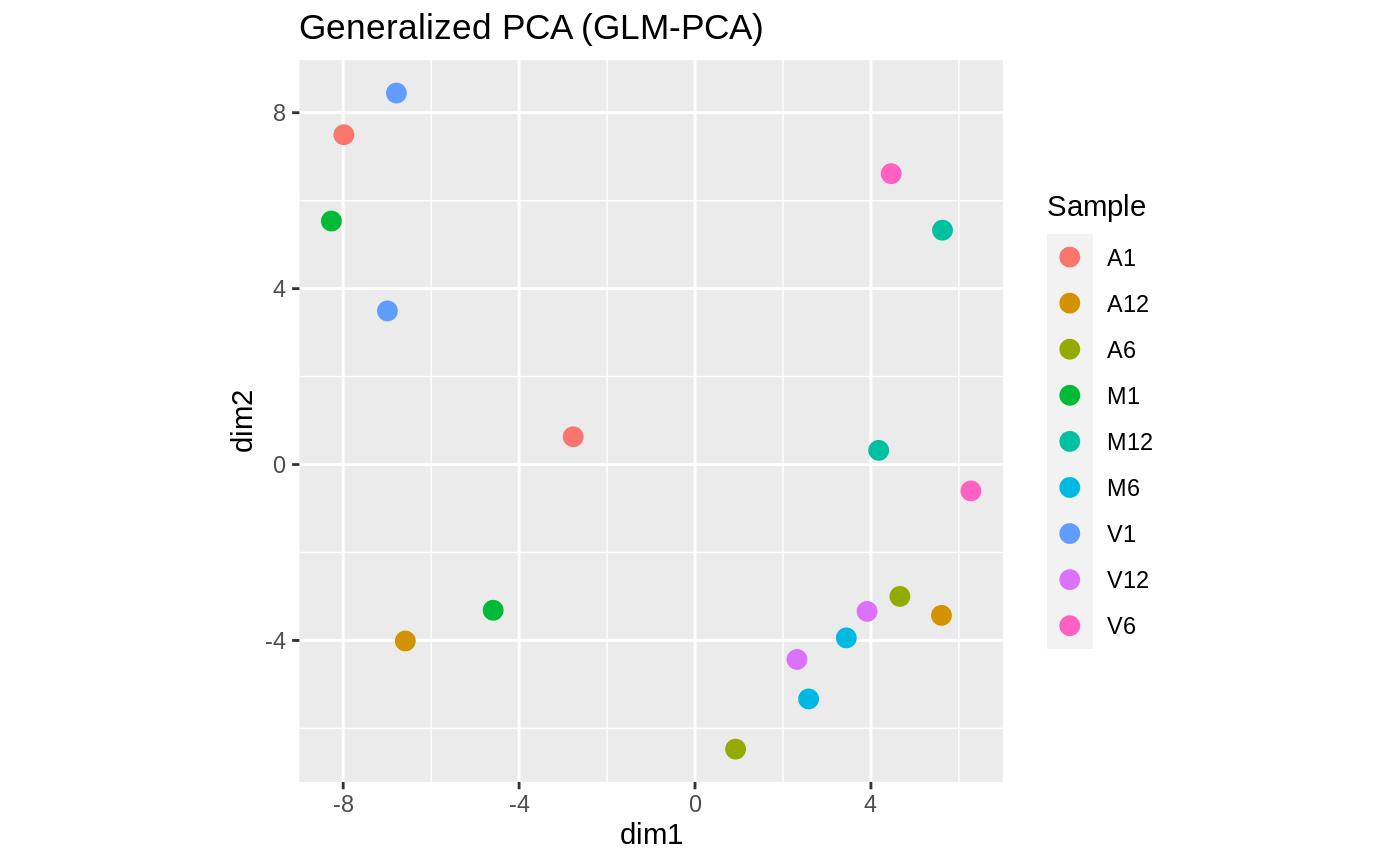 Generalized PCA (GLM-PCA)
8
4
0
-4
dim2
-8
-4
0
4
dim1
Sample
A1
A12
A6
M1
M12
M6
V1
V12
V6